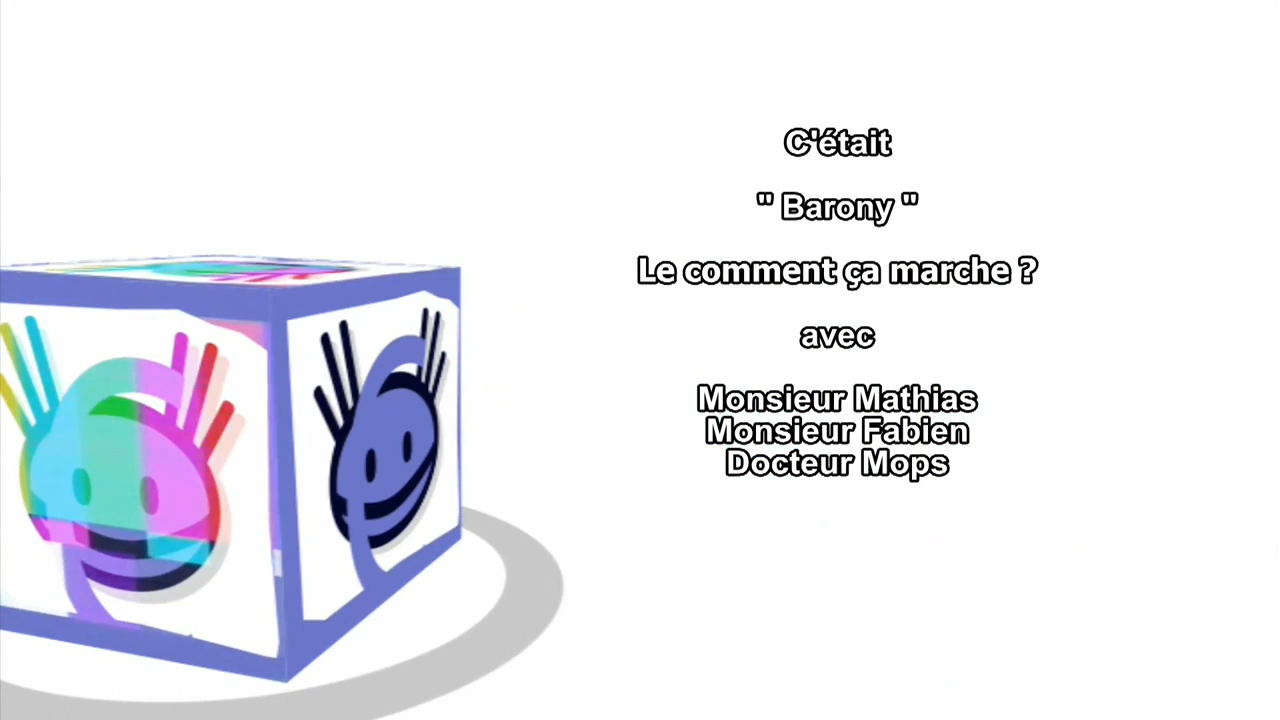 C'était
" Barony "
Le comment ça marche ?
avec
Monsieur Mathias
Monsieur Fabien
Docteur Mops